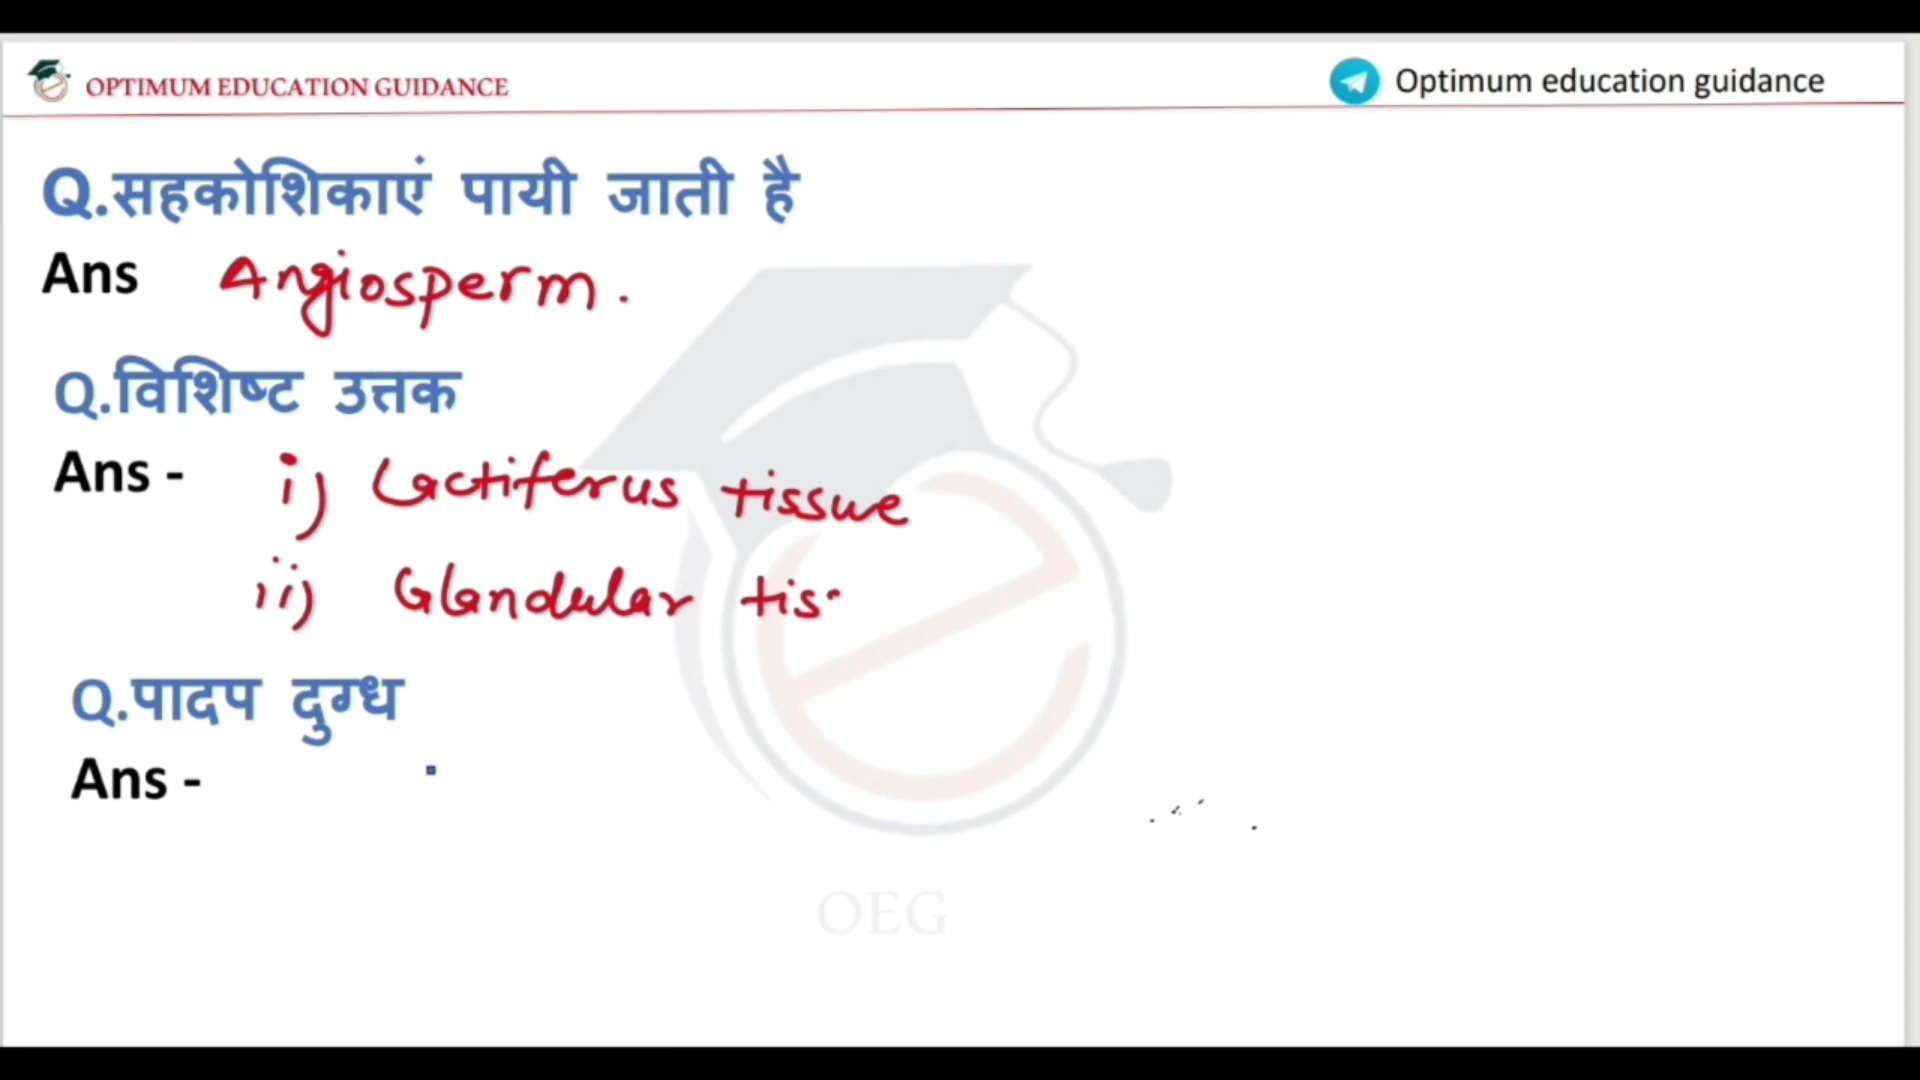 OPTIMUM EDUCATION GUIDANCE
Optimum education guidance
Q.सहकोशिकाएं पायी जाती है
Ans Angiosperm.
Q.विशिष्ट उत्तक
Ans - i) Lactiferus tissue
ii) Glandular tis
Q.पादप दुग्ध
Ans -
OEG